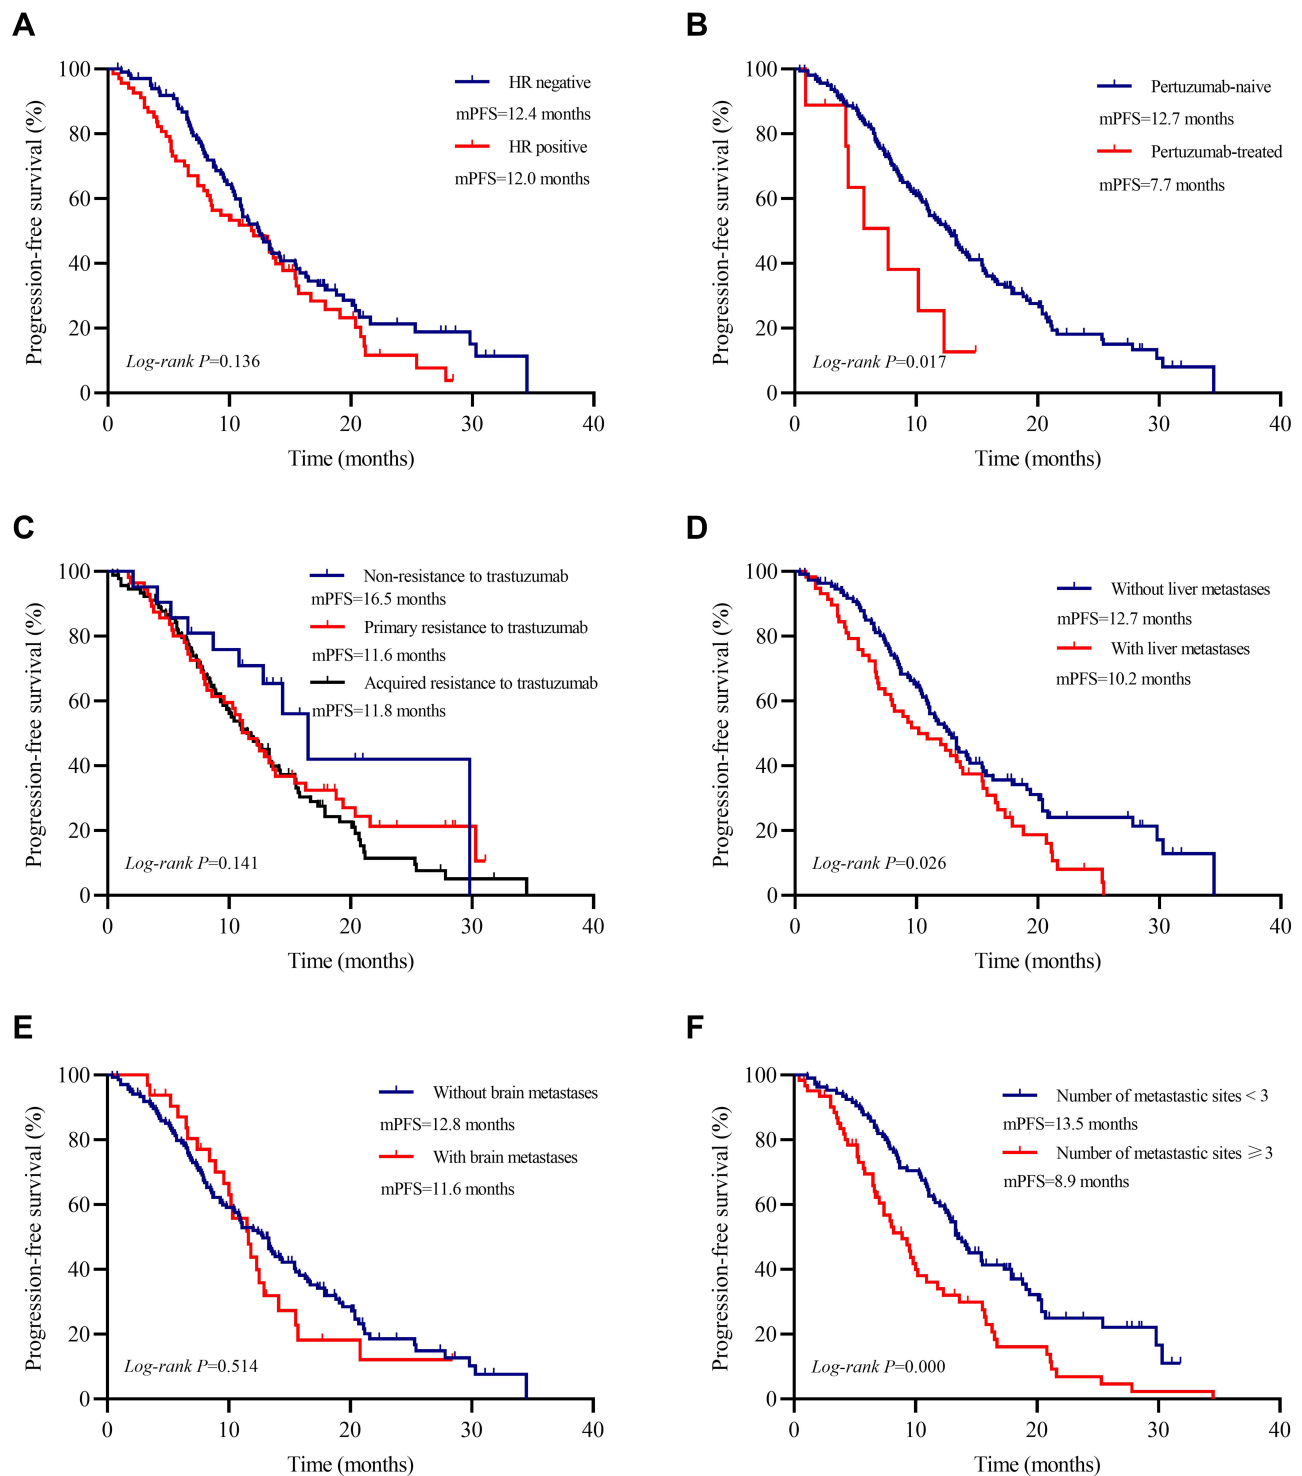 A
Progression-free survival (%)
100
80
60
40
20
0
HR negative
mPFS=12.4 months
HR positive
mPFS=12.0 months
Log-rank P=0.136
0 10 20 30 40
Time (months)
B
Progression-free survival (%)
100
80
60
40
20
0
Pertuzumab-naive
mPFS=12.7 months
Pertuzumab-treated
mPFS=7.7 months
Log-rank P=0.017
0 10 20 30 40
Time (months)
C
Progression-free survival (%)
100
80
60
40
20
0
Non-resistance to trastuzumab
mPFS=16.5 months
Primary resistance to trastuzumab
mPFS=11.6 months
Acquired resistance to trastuzumab
mPFS=11.8 months
Log-rank P=0.141
0 10 20 30 40
Time (months)
D
Progression-free survival (%)
100
80
60
40
20
0
Without liver metastases
mPFS=12.7 months
With liver metastases
mPFS=10.2 months
Log-rank P=0.026
0 10 20 30 40
Time (months)
E
Progression-free survival (%)
100
80
60
40
20
0
Without brain metastases
mPFS=12.8 months
With brain metastases
mPFS=11.6 months
Log-rank P=0.514
0 10 20 30 40
Time (months)
F
Progression-free survival (%)
100
80
60
40
20
0
Number of metastastic sites < 3
mPFS=13.5 months
Number of metastastic sites ⩾3
mPFS=8.9 months
Log-rank P=0.000
0 10 20 30 40
Time (months)